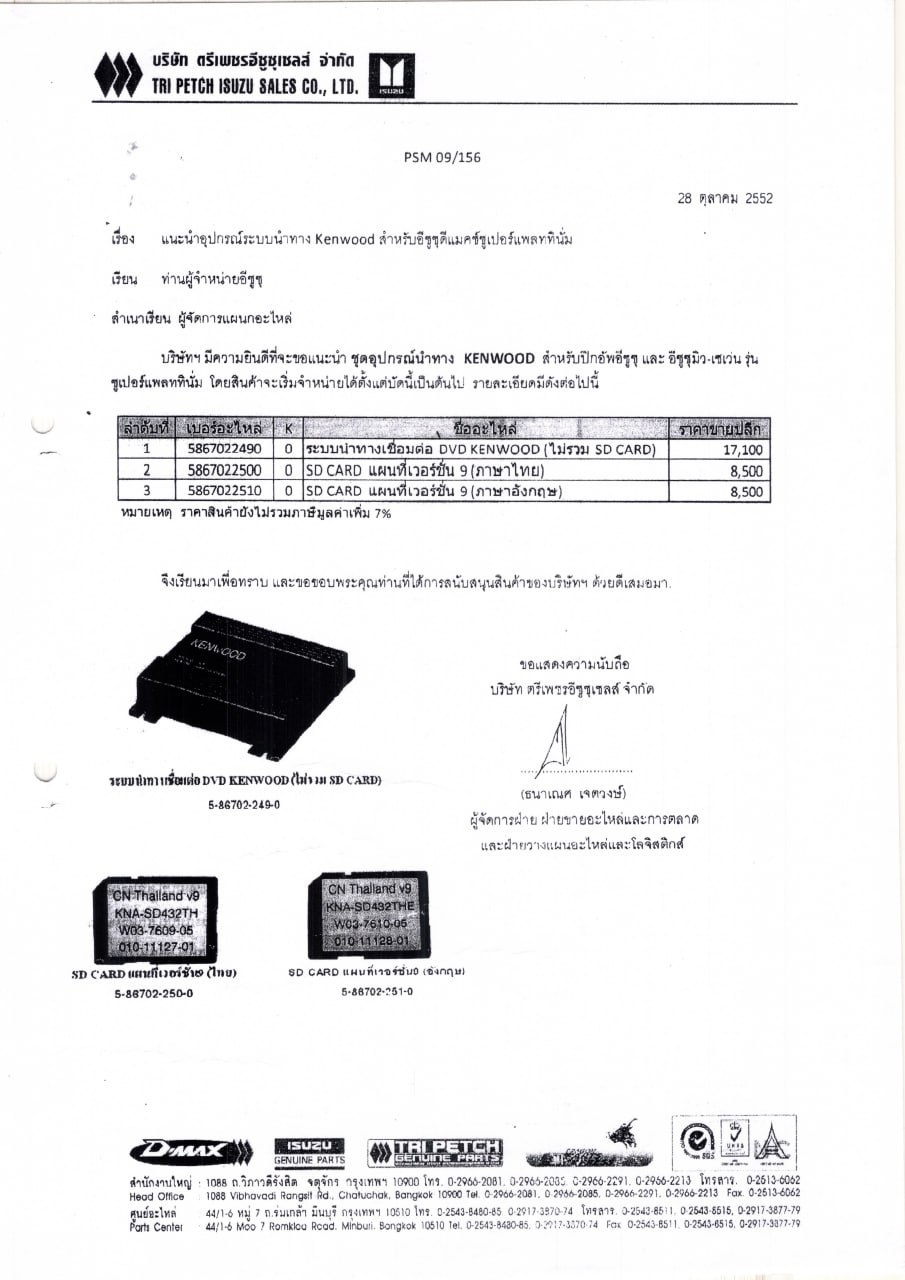 บริษัท ตรีเพชรอีซูซุเซลส์ จำกัด
TRI PETCH ISUZU SALES CO., LTD.
ISUZU
PSM 09/156
28 ตุลาคม 2552
เรื่อง แนะนำอุปกรณ์ระบบนำทาง Kenwood สำหรับอีซูซุดีแมคซ์ซูเปอร์แพลททินั่ม
เรียน ท่านผู้จำหน่ายอีซูซุ
สำเนาเรียน ผู้จัดการแผนกอะไหล่
บริษัทฯ มีความยินดีที่จะขอแนะนำ ชุดอุปกรณ์นำทาง KENWOOD สำหรับปิกอัพอีซูซุ และ อีซูซุมิว-เซเว่น รุ่น
ซูเปอร์แพลททินั่ม โดยสินค้าจะเริ่มจำหน่ายได้ตั้งแต่บัดนี้เป็นต้นไป รายละเอียดมีดังต่อไปนี้
ลำดับที่ เบอร์อะไหล่ K ชื่ออะไหล่ ราคาขายปลีก
1 5867022490 0 ระบบนำทางเชื่อมต่อ DVD KENWOOD (ไม่รวม SD CARD) 17,100
2 5867022500 0 SD CARD แผนที่เวอร์ชั่น 9 (ภาษาไทย) 8,500
3 5867022510 0 SD CARD แผนที่เวอร์ชั่น 9 (ภาษาอังกฤษ) 8,500
หมายเหตุ ราคาสินค้ายังไม่รวมภาษีมูลค่าเพิ่ม 7%
จึงเรียนมาเพื่อทราบ และขอขอบพระคุณท่านที่ได้การสนับสนุนสินค้าของบริษัทฯ ด้วยดีเสมอมา.
KENWOOD
ขอแสดงความนับถือ
บริษัท ตรีเพชรอีซูซุเซลส์ จำกัด
(ธนาเณศ เจตวงษ์)
ผู้จัดการฝ่าย ฝ่ายขายอะไหล่และการตลาด
และฝ่ายวางแผนอะไหล่และโลจิสติกส์
ระบบนำทางเชื่อมต่อ DVD KENWOOD (ไม่รวม SD CARD)
5-86702-249-0
CN Thailand v9
KNA-SD432TH
W03-7609-05
010-11127-01
SD CARD แผนที่เวอร์ชั่น9 (ไทย)
5-86702-250-0
CN Thailand v9
KNA-SD432THE
W03-7610-05
010-11128-01
SD CARD แผนที่เวอร์ชั่น9 (อังกฤษ)
5-86702-251-0
D-MAX
ISUZU
GENUINE PARTS
TRI PETCH
GENUINE PARTS
สำนักงานใหญ่ : 1088 ถ.วิภาวดีรังสิต จตุจักร กรุงเทพฯ 10900 โทร. 0-2966-2081, 0-2966-2085, 0-2966-2291, 0-2966-2213 โทรสาร. 0-2513-6062
Head Office : 1088 Vibhavadi Rangsit Rd., Chatuchak, Bangkok 10900 Tel. 0-2966-2081, 0-2966-2085, 0-2966-2291, 0-2966-2213 Fax. 0-2513-6062
ศูนย์อะไหล่ : 44/1-6 หมู่ 7 ถ.ร่มเกล้า มีนบุรี กรุงเทพฯ 10510 โทร. 0-2543-8480-85, 0-2917-3870-74 โทรสาร. 0-2543-8511, 0-2543-8515, 0-2917-3877-79
Parts Center : 44/1-6 Moo 7 Romklao Road, Minburi, Bangkok 10510 Tel. 0-2543-8480-85, 0-2917-3870-74 Fax. 0-2543-8511, 0-2543-8515, 0-2917-3877-79